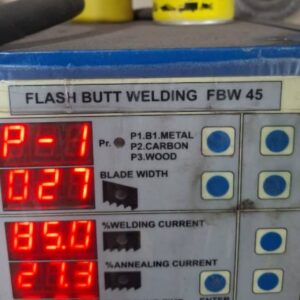 FLASH BUTT WELDING FBW 45
P-1 Pr. P1.B1.METAL
P2.CARBON
P3.WOOD
BLADE WIDTH
027
%WELDING CURRENT
85.0
%ANNEALING CURRENT
21.3
ENTER